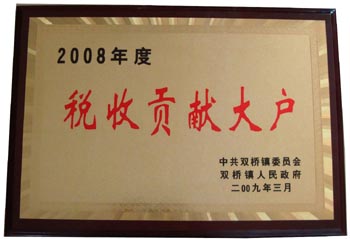 2008年度
税收贡献大户
中共双桥镇委员会
双桥镇人民政府
二00九年三月